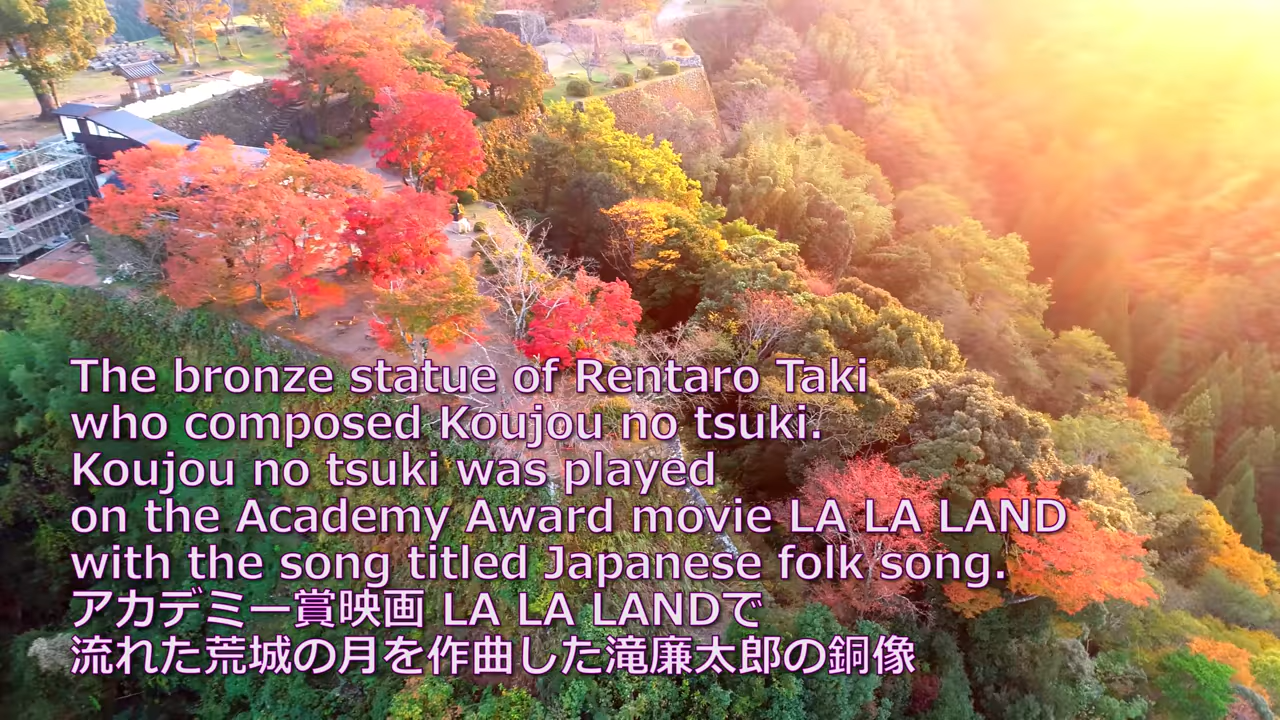 The bronze statue of Rentaro Taki
who composed Koujou no tsuki.
Koujou no tsuki was played
on the Academy Award movie LA LA LAND
with the song titled Japanese folk song.
アカデミー賞映画 LA LA LANDで
流れた荒城の月を作曲した滝廉太郎の銅像